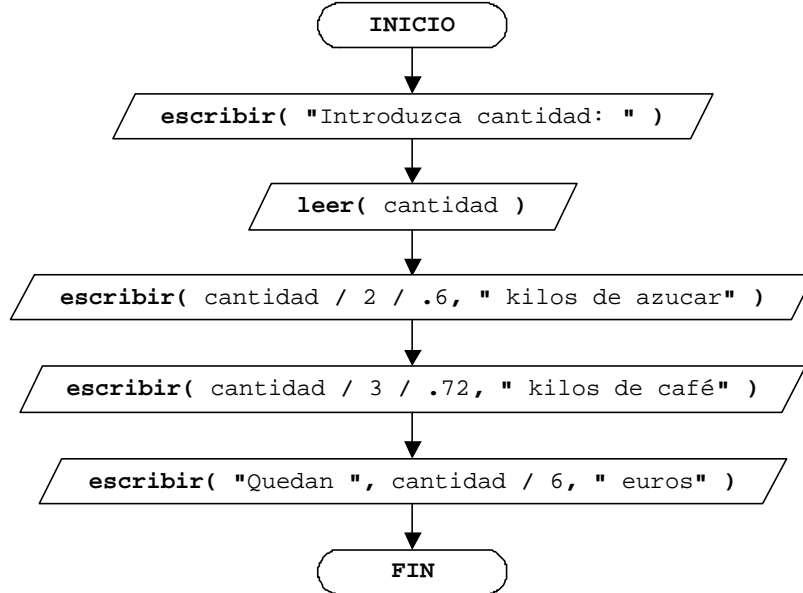 INICIO
escribir( "Introduzca cantidad: " )
leer( cantidad )
escribir( cantidad / 2 / .6, " kilos de azucar" )
escribir( cantidad / 3 / .72, " kilos de café" )
escribir( "Quedan ", cantidad / 6, " euros" )
FIN